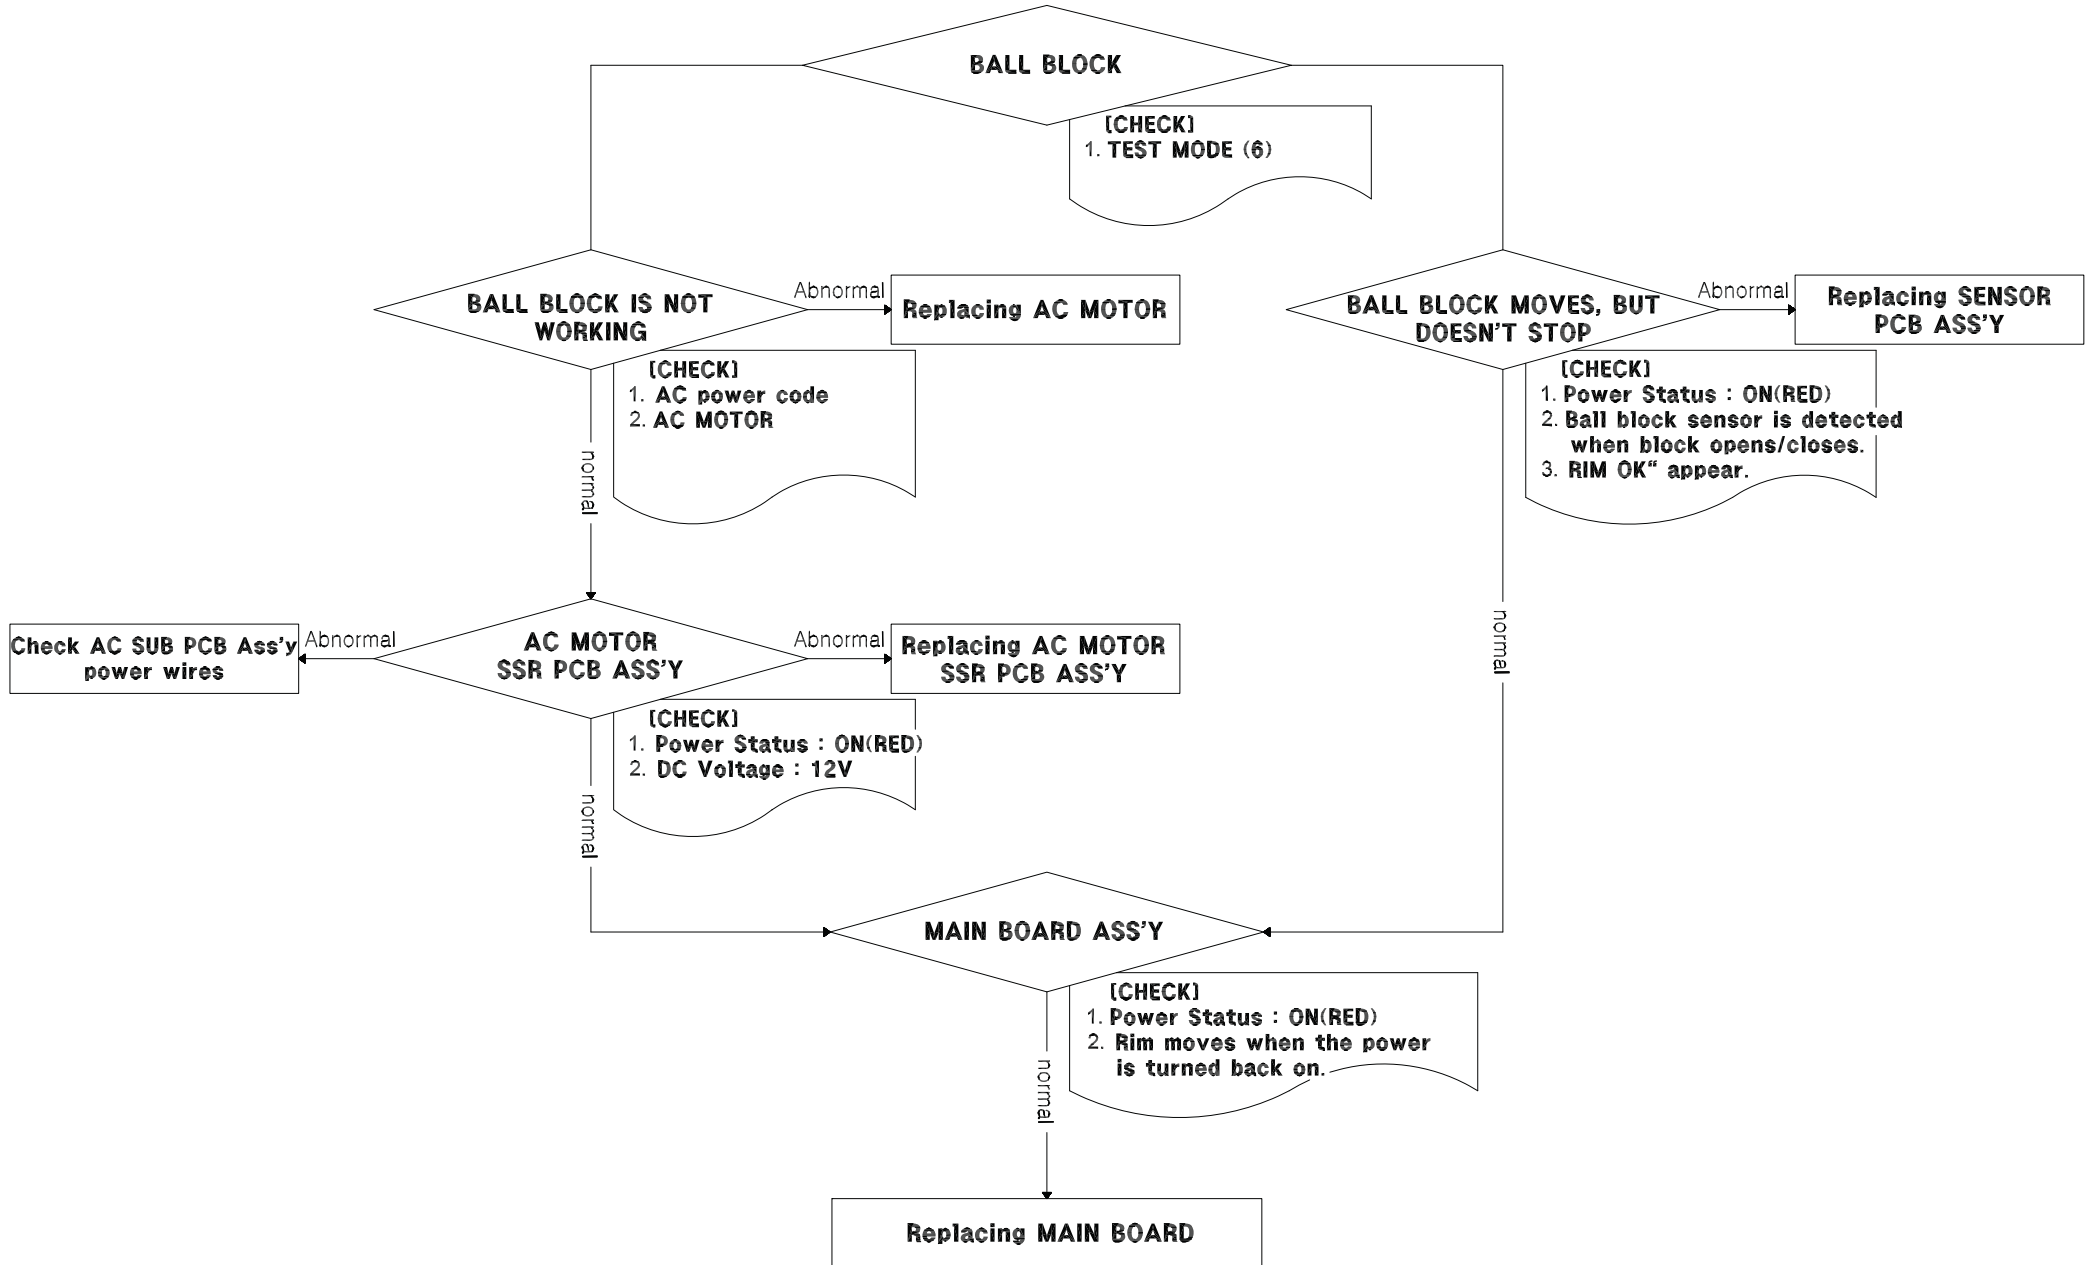 BALL BLOCK
[CHECK]
1. TEST MODE (6)
BALL BLOCK IS NOT
WORKING
Abnormal
Replacing AC MOTOR
[CHECK]
1. AC power code
2. AC MOTOR
normal
BALL BLOCK MOVES, BUT
DOESN'T STOP
Abnormal
Replacing SENSOR
PCB ASS'Y
[CHECK]
1. Power Status : ON(RED)
2. Ball block sensor is detected
when block opens/closes.
3. RIM OK“ appear.
normal
Check AC SUB PCB Ass'y
power wires
Abnormal
AC MOTOR
SSR PCB ASS'Y
Abnormal
Replacing AC MOTOR
SSR PCB ASS'Y
[CHECK]
1. Power Status : ON(RED)
2. DC Voltage : 12V
normal
MAIN BOARD ASS'Y
[CHECK]
1. Power Status : ON(RED)
2. Rim moves when the power
is turned back on.
normal
Replacing MAIN BOARD